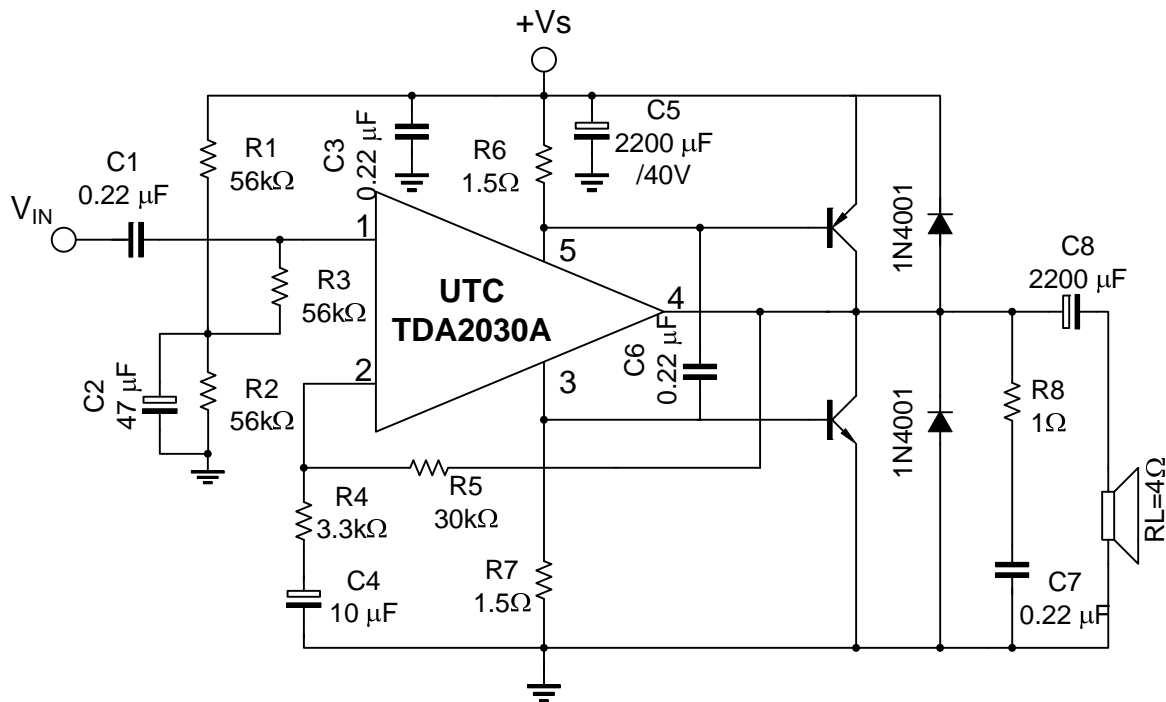 +Vs
C1
0.22 μF
VIN
R1
56kΩ
C3
0.22 μF
R6
1.5Ω
C5
2200 μF
/40V
1N4001
C8
2200 μF
1
5
R3
56kΩ
UTC
TDA2030A
4
C6
0.22 μF
2
3
C2
47 μF
R2
56kΩ
R5
30kΩ
R4
3.3kΩ
C4
10 μF
R7
1.5Ω
1N4001
R8
1Ω
RL=4Ω
C7
0.22 μF